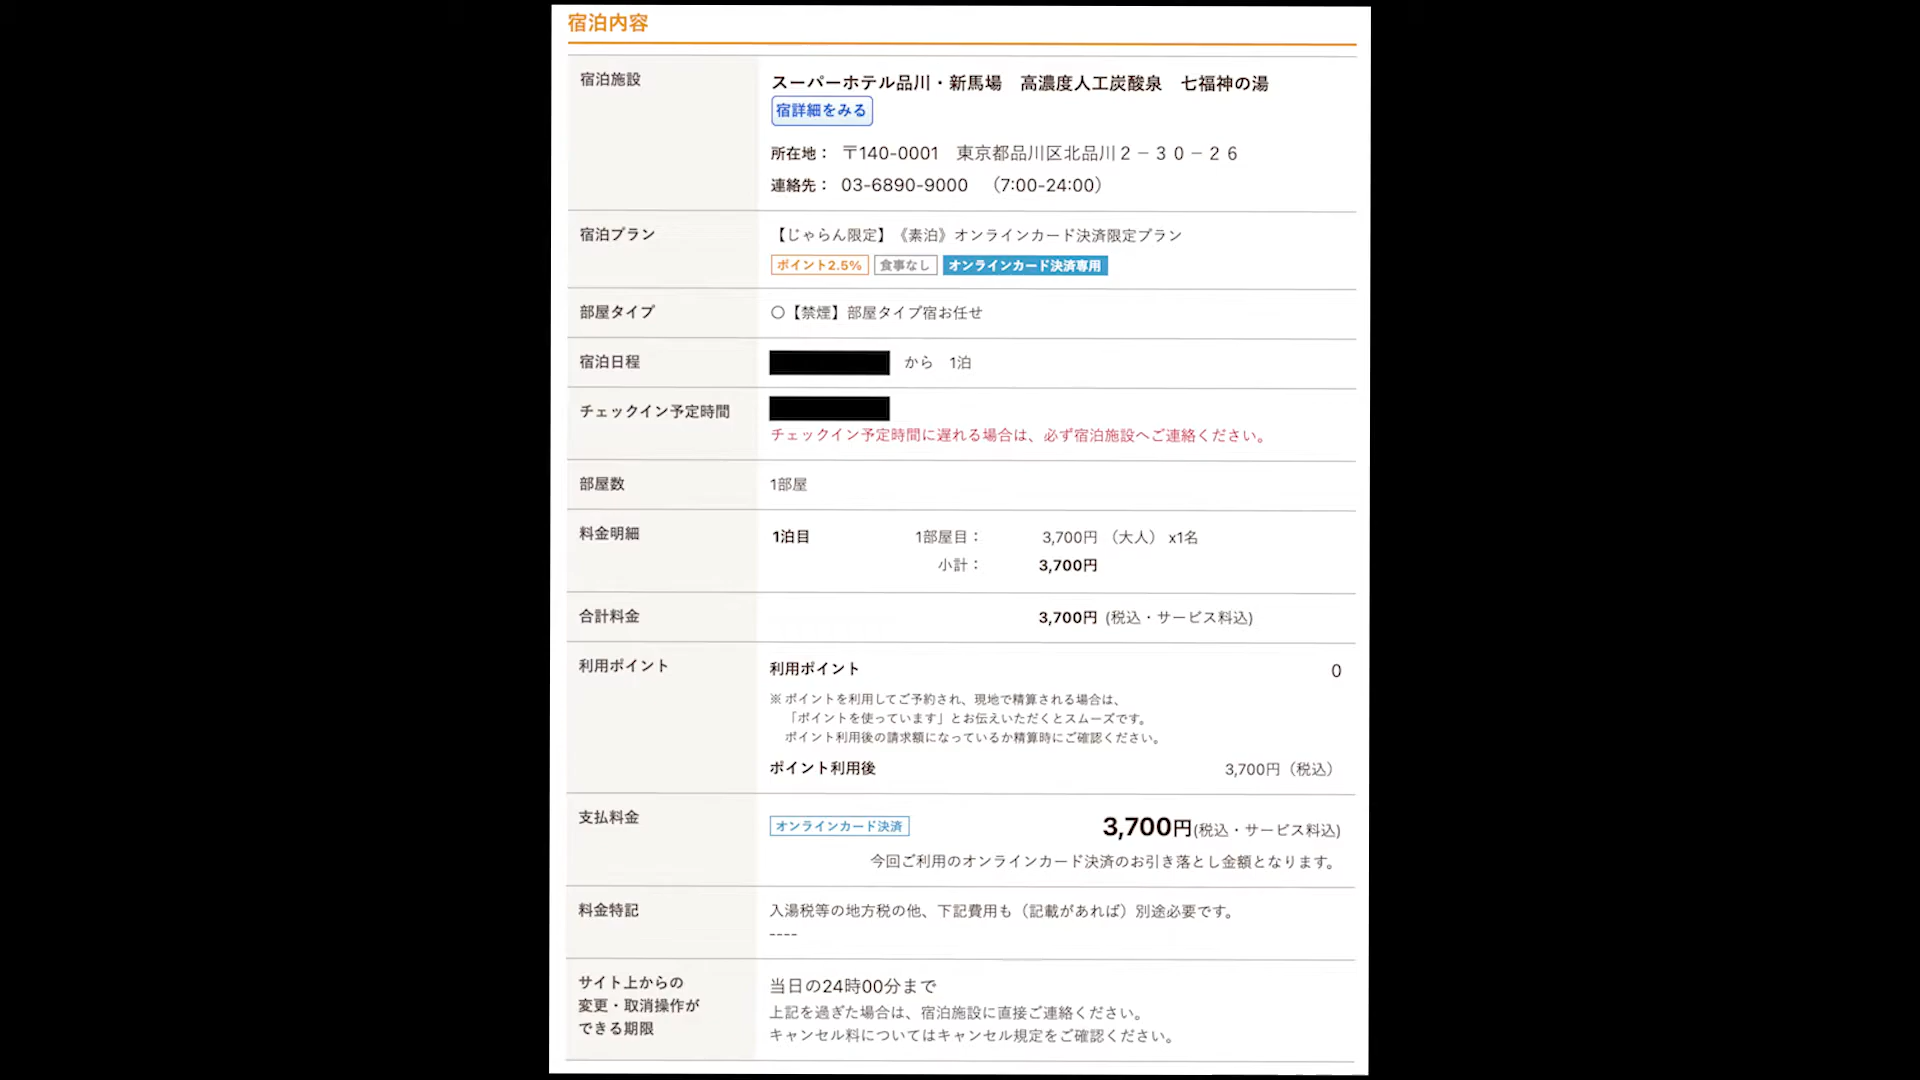 宿泊内容
宿泊施設
スーパーホテル品川・新馬場　高濃度人工炭酸泉　七福神の湯
宿詳細をみる
所在地： 〒140-0001　東京都品川区北品川２－３０－２６
連絡先： 03-6890-9000　（7:00-24:00）
宿泊プラン
【じゃらん限定】《素泊》オンラインカード決済限定プラン
ポイント2.5% 食事なし オンラインカード決済専用
部屋タイプ
〇【禁煙】部屋タイプ宿お任せ
宿泊日程
から　1泊
チェックイン予定時間
チェックイン予定時間に遅れる場合は、必ず宿泊施設へご連絡ください。
部屋数
1部屋
料金明細
1泊目 1部屋目： 3,700円 （大人） x1名
小計： 3,700円
合計料金
3,700円 (税込・サービス料込)
利用ポイント
利用ポイント 0
※ ポイントを利用してご予約され、現地で精算される場合は、
「ポイントを使っています」とお伝えいただくとスムーズです。
ポイント利用後の請求額になっているか精算時にご確認ください。
ポイント利用後 3,700円（税込）
支払料金
オンラインカード決済 3,700円(税込・サービス料込)
今回ご利用のオンラインカード決済のお引き落とし金額となります。
料金特記
入湯税等の地方税の他、下記費用も（記載があれば）別途必要です。
----
サイト上からの
変更・取消操作が
できる期限
当日の24時00分まで
上記を過ぎた場合は、宿泊施設に直接ご連絡ください。
キャンセル料についてはキャンセル規定をご確認ください。